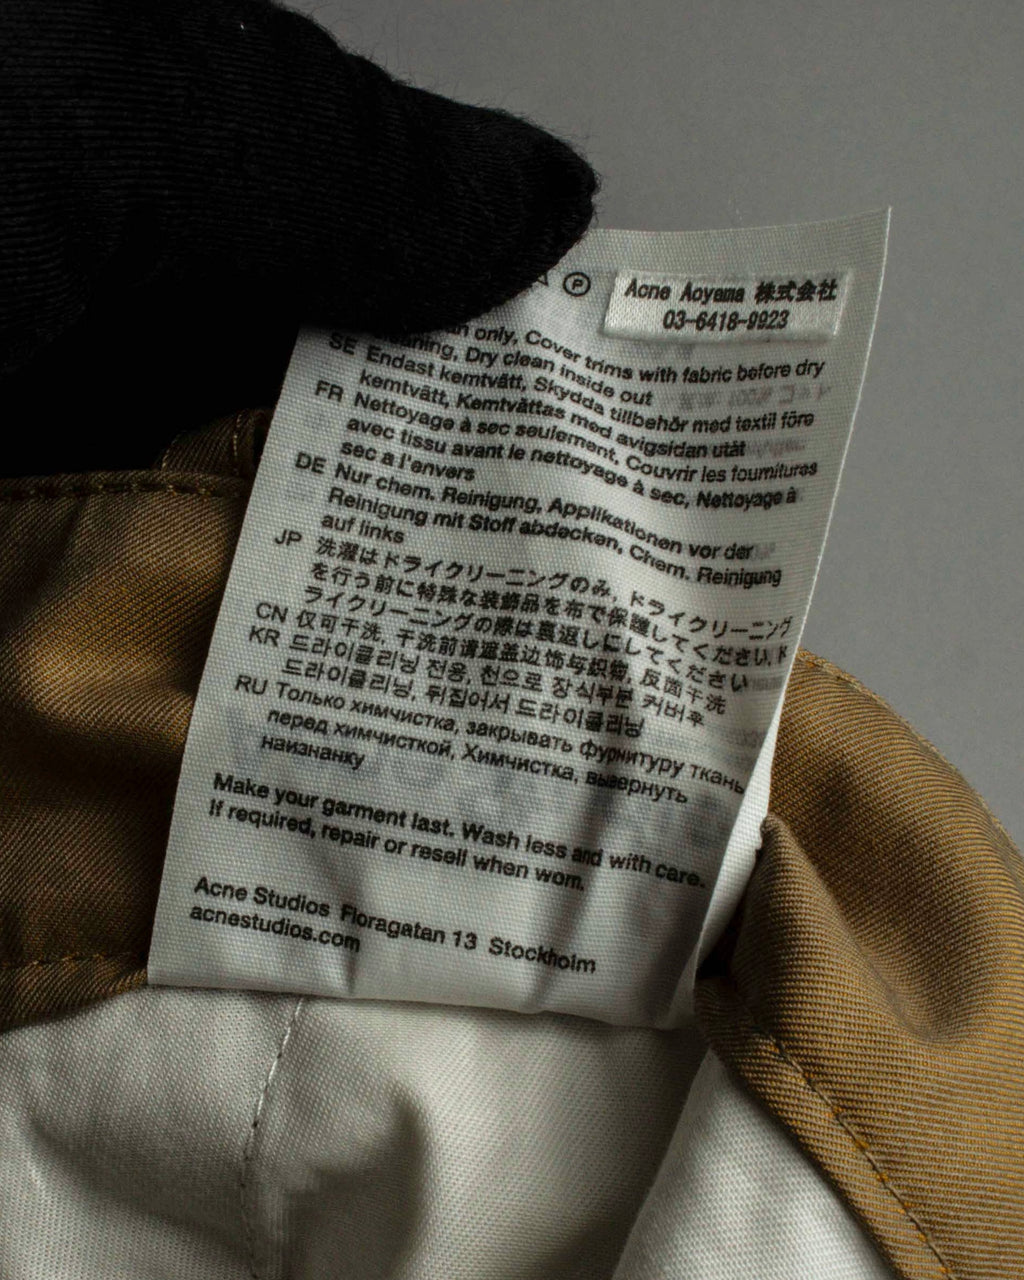 P
Acne Aoyama 株式会社
03-6418-9923
only, Cover trims with fabric before dry
Dry clean inside out
SE Endast kemtvätt, Skydda tillbehör med textil före
kemtvätt, Kemtvättas med avigsidan utåt
FR Nettoyage à sec seulement, Couvrir les fournitures
avec tissu avant le nettoyage à sec, Nettoyage à
sec a l'envers
DE Nur chem. Reinigung, Applikationen vor der
Reinigung mit Stoff abdecken, Chem. Reinigung
auf links
JP 洗濯はドライクリーニングのみ, ドライクリーニング
を行う前に特殊な装飾品を布で保護してください, ド
ライクリーニングの際は裏返しにしてください
CN 仅可干洗, 干洗前请遮盖边饰与织物, 反面干洗
KR 드라이클리닝 전용, 천으로 장식부분 커버후
드라이클리닝, 뒤집어서 드라이클리닝
RU Только химчистка, закрывать фурнитуру ткань
перед химчисткой, Химчистка, вывернуть
наизнанку
Make your garment last. Wash less and with care.
If required, repair or resell when worn.
Acne Studios Floragatan 13 Stockholm
acnestudios.com